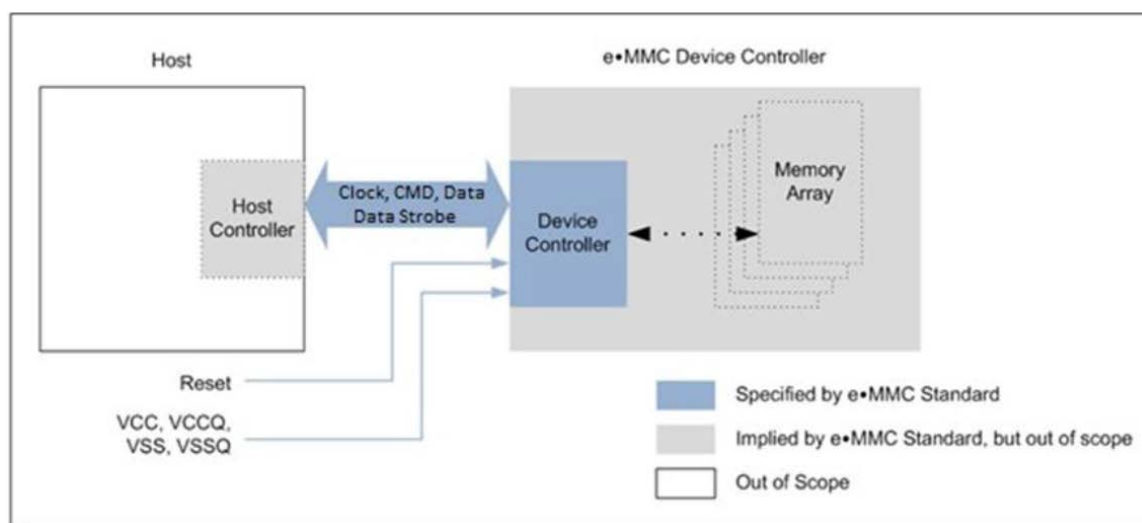 Host
e•MMC Device Controller
Memory
Array
Clock, CMD, Data
Data Strobe
Host
Controller
Device
Controller
Reset
VCC, VCCQ,
VSS, VSSQ
Specified by e•MMC Standard
Implied by e•MMC Standard, but out of scope
Out of Scope